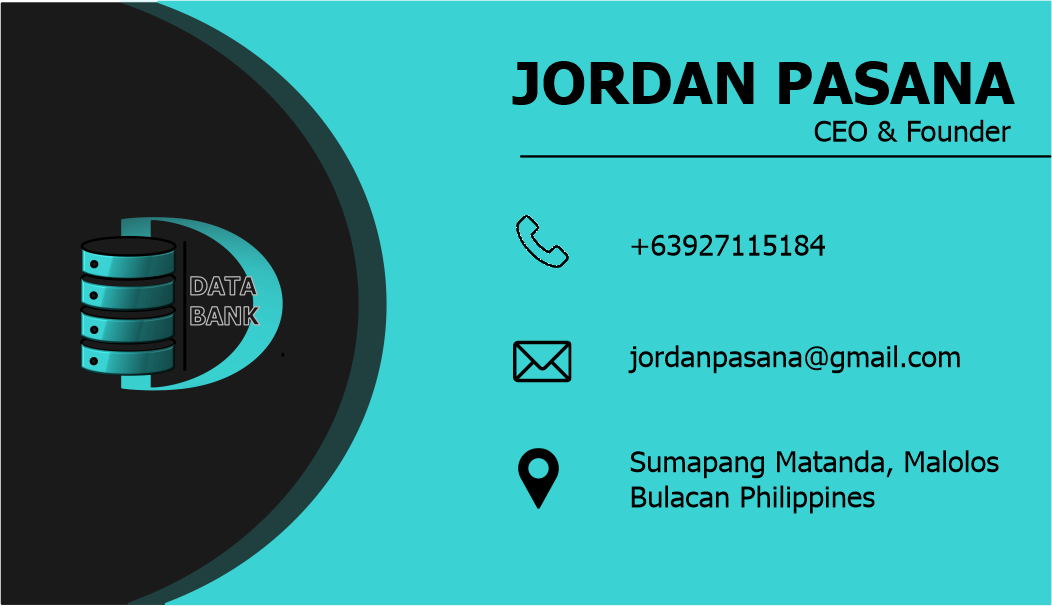 JORDAN PASANA
CEO & Founder
DATA
BANK
+63927115184
jordanpasana@gmail.com
Sumapang Matanda, Malolos
Bulacan Philippines